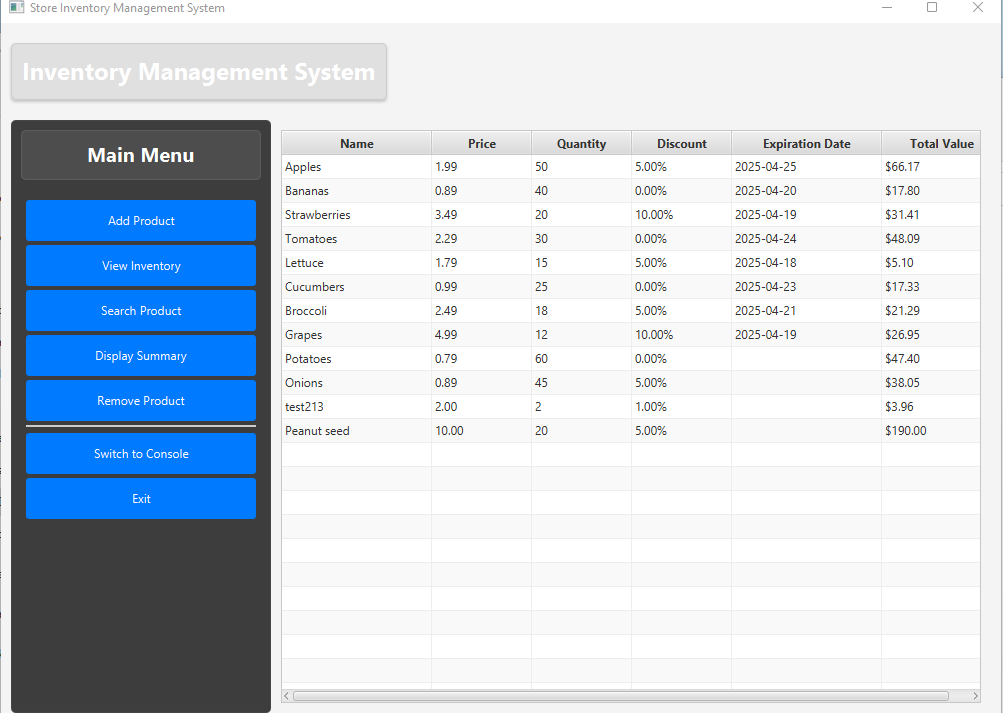 Store Inventory Management System
Inventory Management System
Main Menu
Add Product
View Inventory
Search Product
Display Summary
Remove Product
Switch to Console
Exit
Name Price Quantity Discount Expiration Date Total Value
Apples 1.99 50 5.00% 2025-04-25 $66.17
Bananas 0.89 40 0.00% 2025-04-20 $17.80
Strawberries 3.49 20 10.00% 2025-04-19 $31.41
Tomatoes 2.29 30 0.00% 2025-04-24 $48.09
Lettuce 1.79 15 5.00% 2025-04-18 $5.10
Cucumbers 0.99 25 0.00% 2025-04-23 $17.33
Broccoli 2.49 18 5.00% 2025-04-21 $21.29
Grapes 4.99 12 10.00% 2025-04-19 $26.95
Potatoes 0.79 60 0.00% $47.40
Onions 0.89 45 5.00% $38.05
test213 2.00 2 1.00% $3.96
Peanut seed 10.00 20 5.00% $190.00